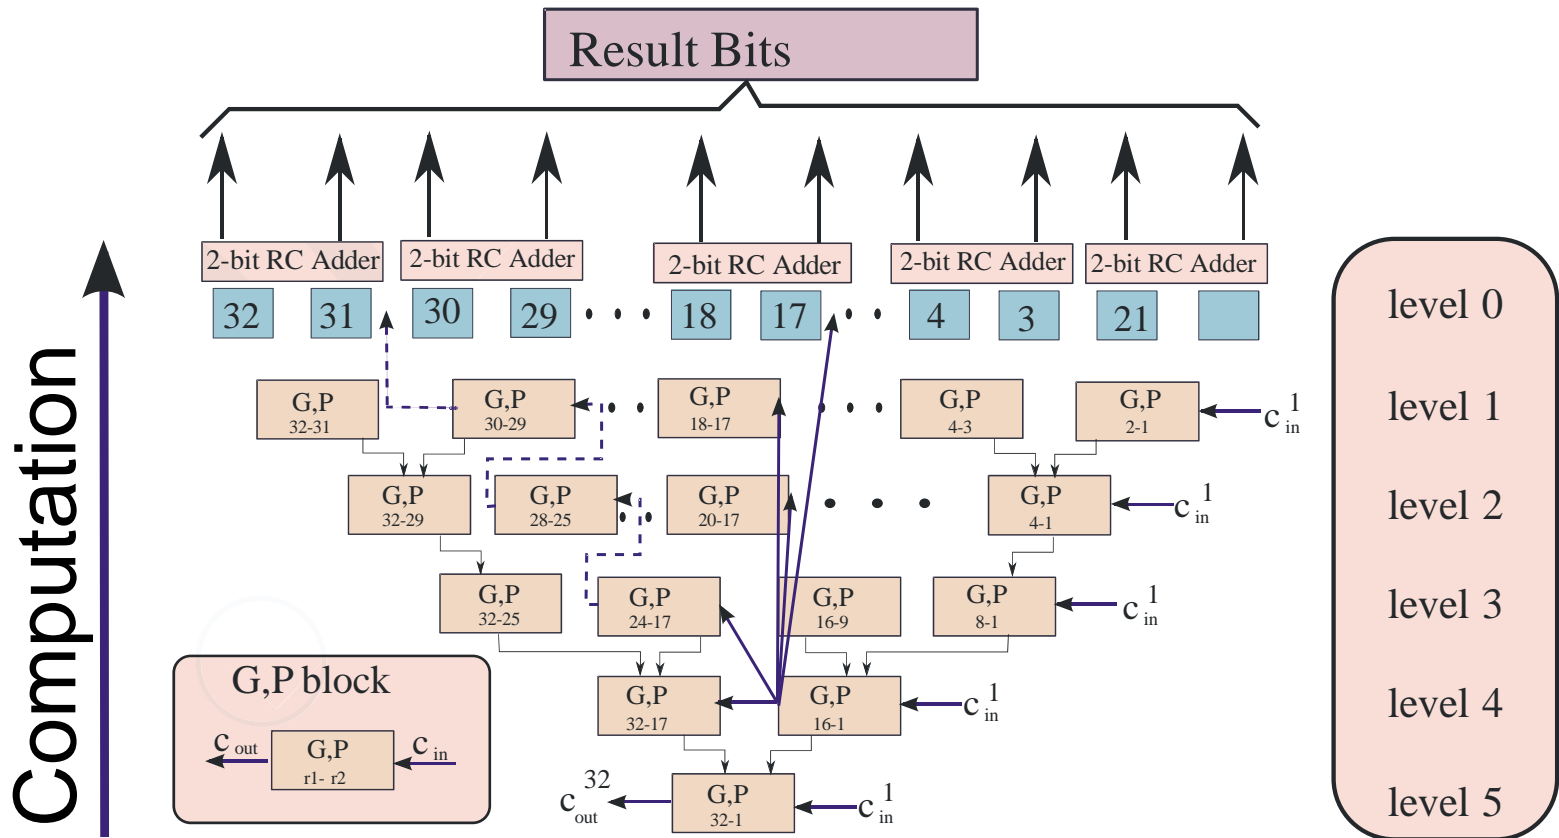 Result Bits
2-bit RC Adder 2-bit RC Adder 2-bit RC Adder 2-bit RC Adder 2-bit RC Adder
32 31 30 29 18 17 4 3 21
level 0
G,P G,P G,P G,P G,P
32-31 30-29 18-17 4-3 2-1
c in 1
level 1
G,P G,P G,P G,P
32-29 28-25 20-17 4-1
c in 1
level 2
G,P G,P G,P G,P
32-25 24-17 16-9 8-1
c in 1
level 3
G,P G,P
32-17 16-1
c in 1
level 4
G,P
32-1
c out 32
c in 1
level 5
Computation
G,P block
c out
G,P
r1- r2
c in